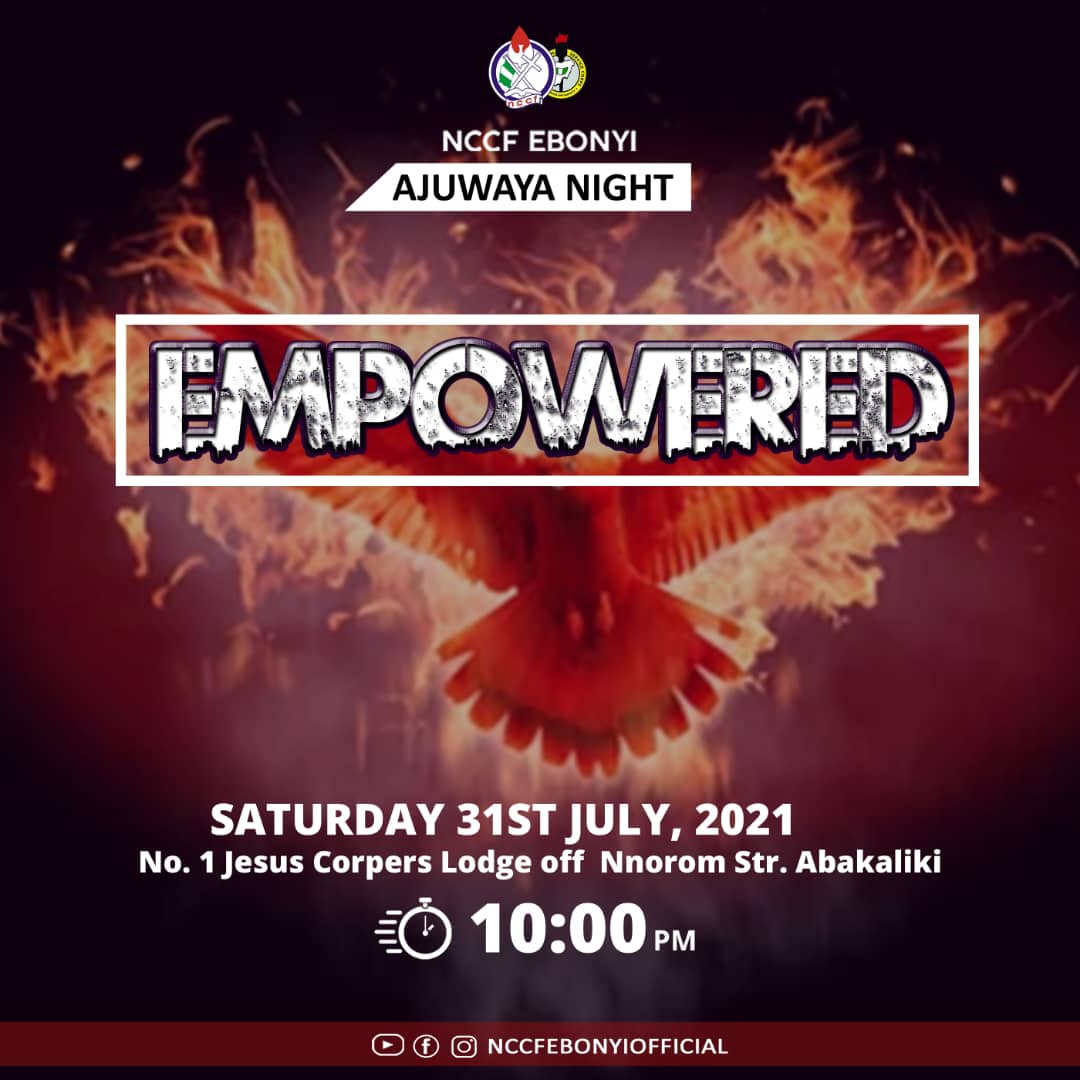 nccf
NCCF EBONYI
AJUWAYA NIGHT
EMPOWERED
SATURDAY 31ST JULY, 2021
No. 1 Jesus Corpers Lodge off Nnorom Str. Abakaliki
10:00 PM
NCCFEBONYIOFFICIAL